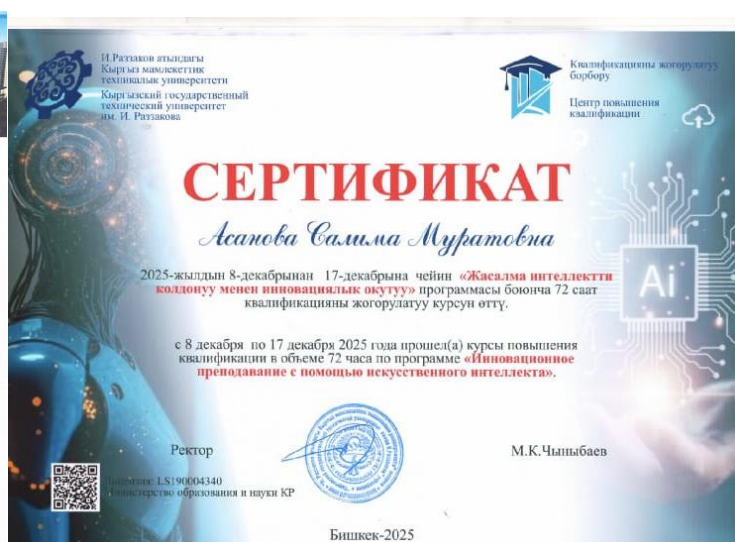 И.Раззаков атындагы
Кыргыз мамлекеттик
техникалык университети
Кыргызский государственный
технический университет
им. И. Раззакова
Квалификацияны жогорулатуу
борбору
Центр повышения
квалификации
СЕРТИФИКАТ
Асанова Салима Муратовна
2025-жылдын 8-декабрынан 17-декабрына чейин «Жасалма интеллектти
колдонуу менен инновациялык окутуу» программасы боюнча 72 саат
квалификацияны жогорулатуу курсун өттү.
Ai
с 8 декабря по 17 декабря 2025 года прошел(а) курсы повышения
квалификации в объеме 72 часа по программе «Инновационное
преподавание с помощью искусственного интеллекта».
Ректор
М.К.Чыныбаев
Лицензия: LS190004340
Министерство образования и науки КР
Бишкек-2025